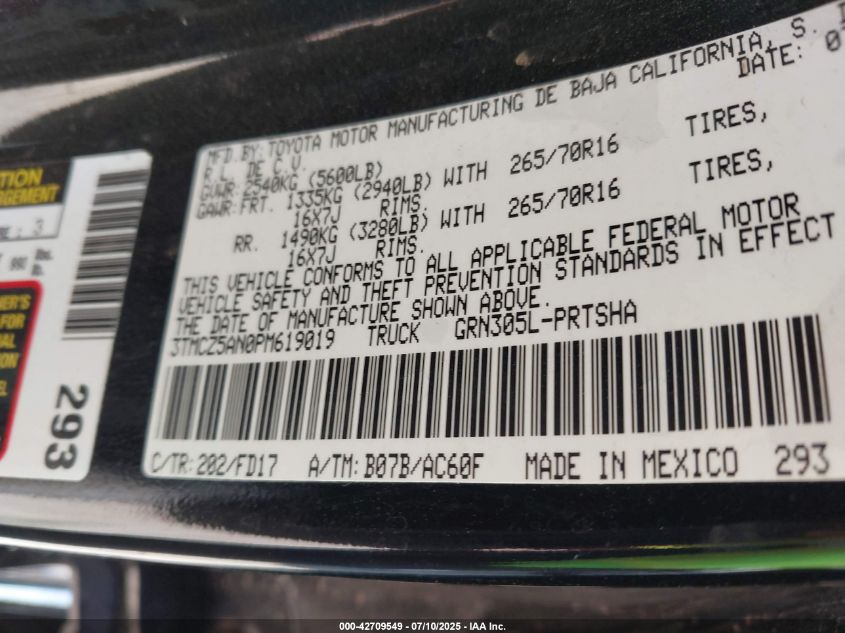 MFD.BY:TOYOTA MOTOR MANUFACTURING DE BAJA CALIFORNIA, S.
R.L. DE C.V. DATE: 07
GVWR: 2540KG (5600LB)
GAWR:FRT. 1335KG (2940LB) WITH 265/70R16 TIRES,
16X7J RIMS.
RR. 1490KG (3280LB) WITH 265/70R16 TIRES,
16X7J RIMS.
THIS VEHICLE CONFORMS TO ALL APPLICABLE FEDERAL MOTOR
VEHICLE SAFETY AND THEFT PREVENTION STANDARDS IN EFFECT
THE DATE OF MANUFACTURE SHOWN ABOVE.
3TMCZ5AN0PM619019 TRUCK GRN305L-PRTSHA
C/TR:202/FD17 A/TM:B07B/AC60F MADE IN MEXICO 293
3
293
000-42709549 - 07/10/2025 - IAA Inc.